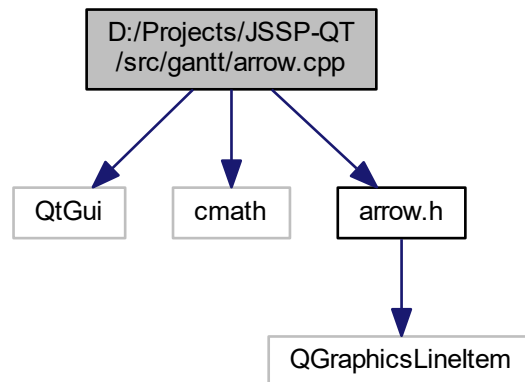 D:/Projects/JSSP-QT
/src/gantt/arrow.cpp
QtGui
cmath
arrow.h
QGraphicsLineItem